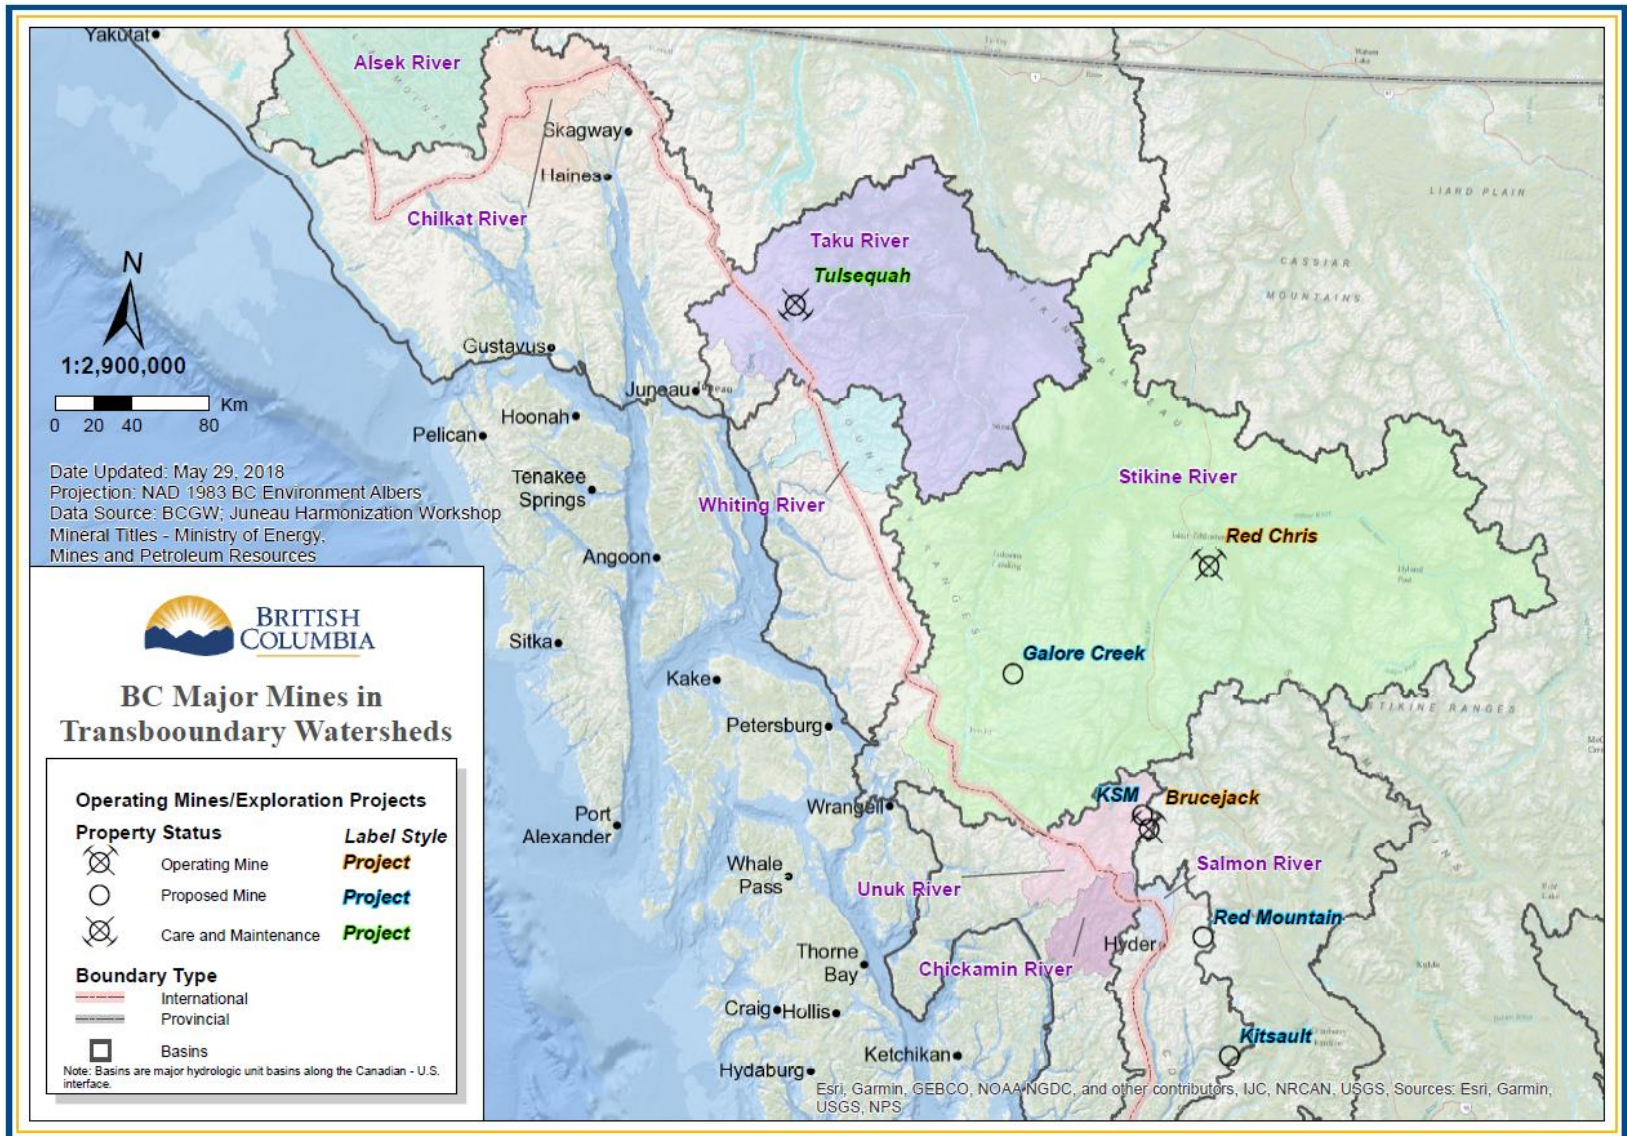 Yakutat
Alsek River
Skagway
Haines
Chilkat River
Taku River
Tulsequah
LIARD PLAIN
CASSIAR
MOUNTAINS
N
1:2,900,000
Km
0 20 40 80
Gustavus
Juneau
Juneau
Hoonah
Pelican
Tenakee
Springs
Whiting River
Stikine River
Red Chris
Angoon
Date Updated: May 29, 2018
Projection: NAD 1983 BC Environment Albers
Data Source: BCGW; Juneau Harmonization Workshop
Mineral Titles - Ministry of Energy,
Mines and Petroleum Resources
Sitka
Galore Creek
Kake
STIKINE RANGES
Petersburg
Wrangell
KSM
Brucejack
Port
Alexander
Whale
Pass
Salmon River
Unuk River
Red Mountain
Hyder
Chickamin River
Thorne
Bay
Craig
Hollis
Kitsault
Ketchikan
Hydaburg
BRITISH
COLUMBIA
BC Major Mines in
Transbooundary Watersheds
Operating Mines/Exploration Projects
Property Status
Label Style
Operating Mine Project
Proposed Mine Project
Care and Maintenance Project
Boundary Type
International
Provincial
Basins
Note: Basins are major hydrologic unit basins along the Canadian - U.S.
interface.
Esri, Garmin, GEBCO, NOAA NGDC, and other contributors, IJC, NRCAN, USGS, Sources: Esri, Garmin,
USGS, NPS